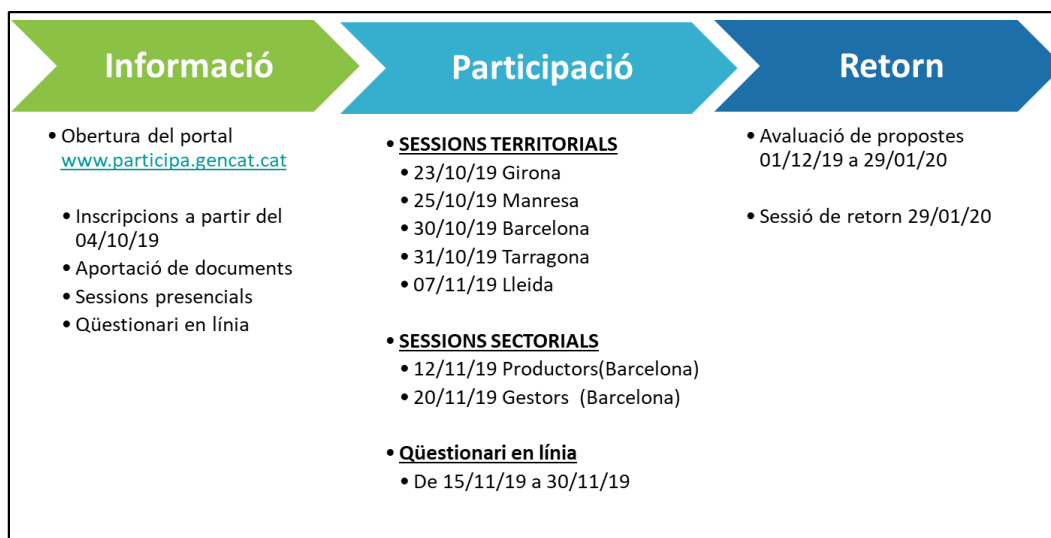 Informació
• Obertura del portal
www.participa.gencat.cat
• Inscripcions a partir del
04/10/19
• Aportació de documents
• Sessions presencials
• Qüestionari en línia
Participació
• SESSIONS TERRITORIALS
• 23/10/19 Girona
• 25/10/19 Manresa
• 30/10/19 Barcelona
• 31/10/19 Tarragona
• 07/11/19 Lleida
• SESSIONS SECTORIALS
• 12/11/19 Productors(Barcelona)
• 20/11/19 Gestors (Barcelona)
• Qüestionari en línia
• De 15/11/19 a 30/11/19
Retorn
• Avaluació de propostes
01/12/19 a 29/01/20
• Sessió de retorn 29/01/20